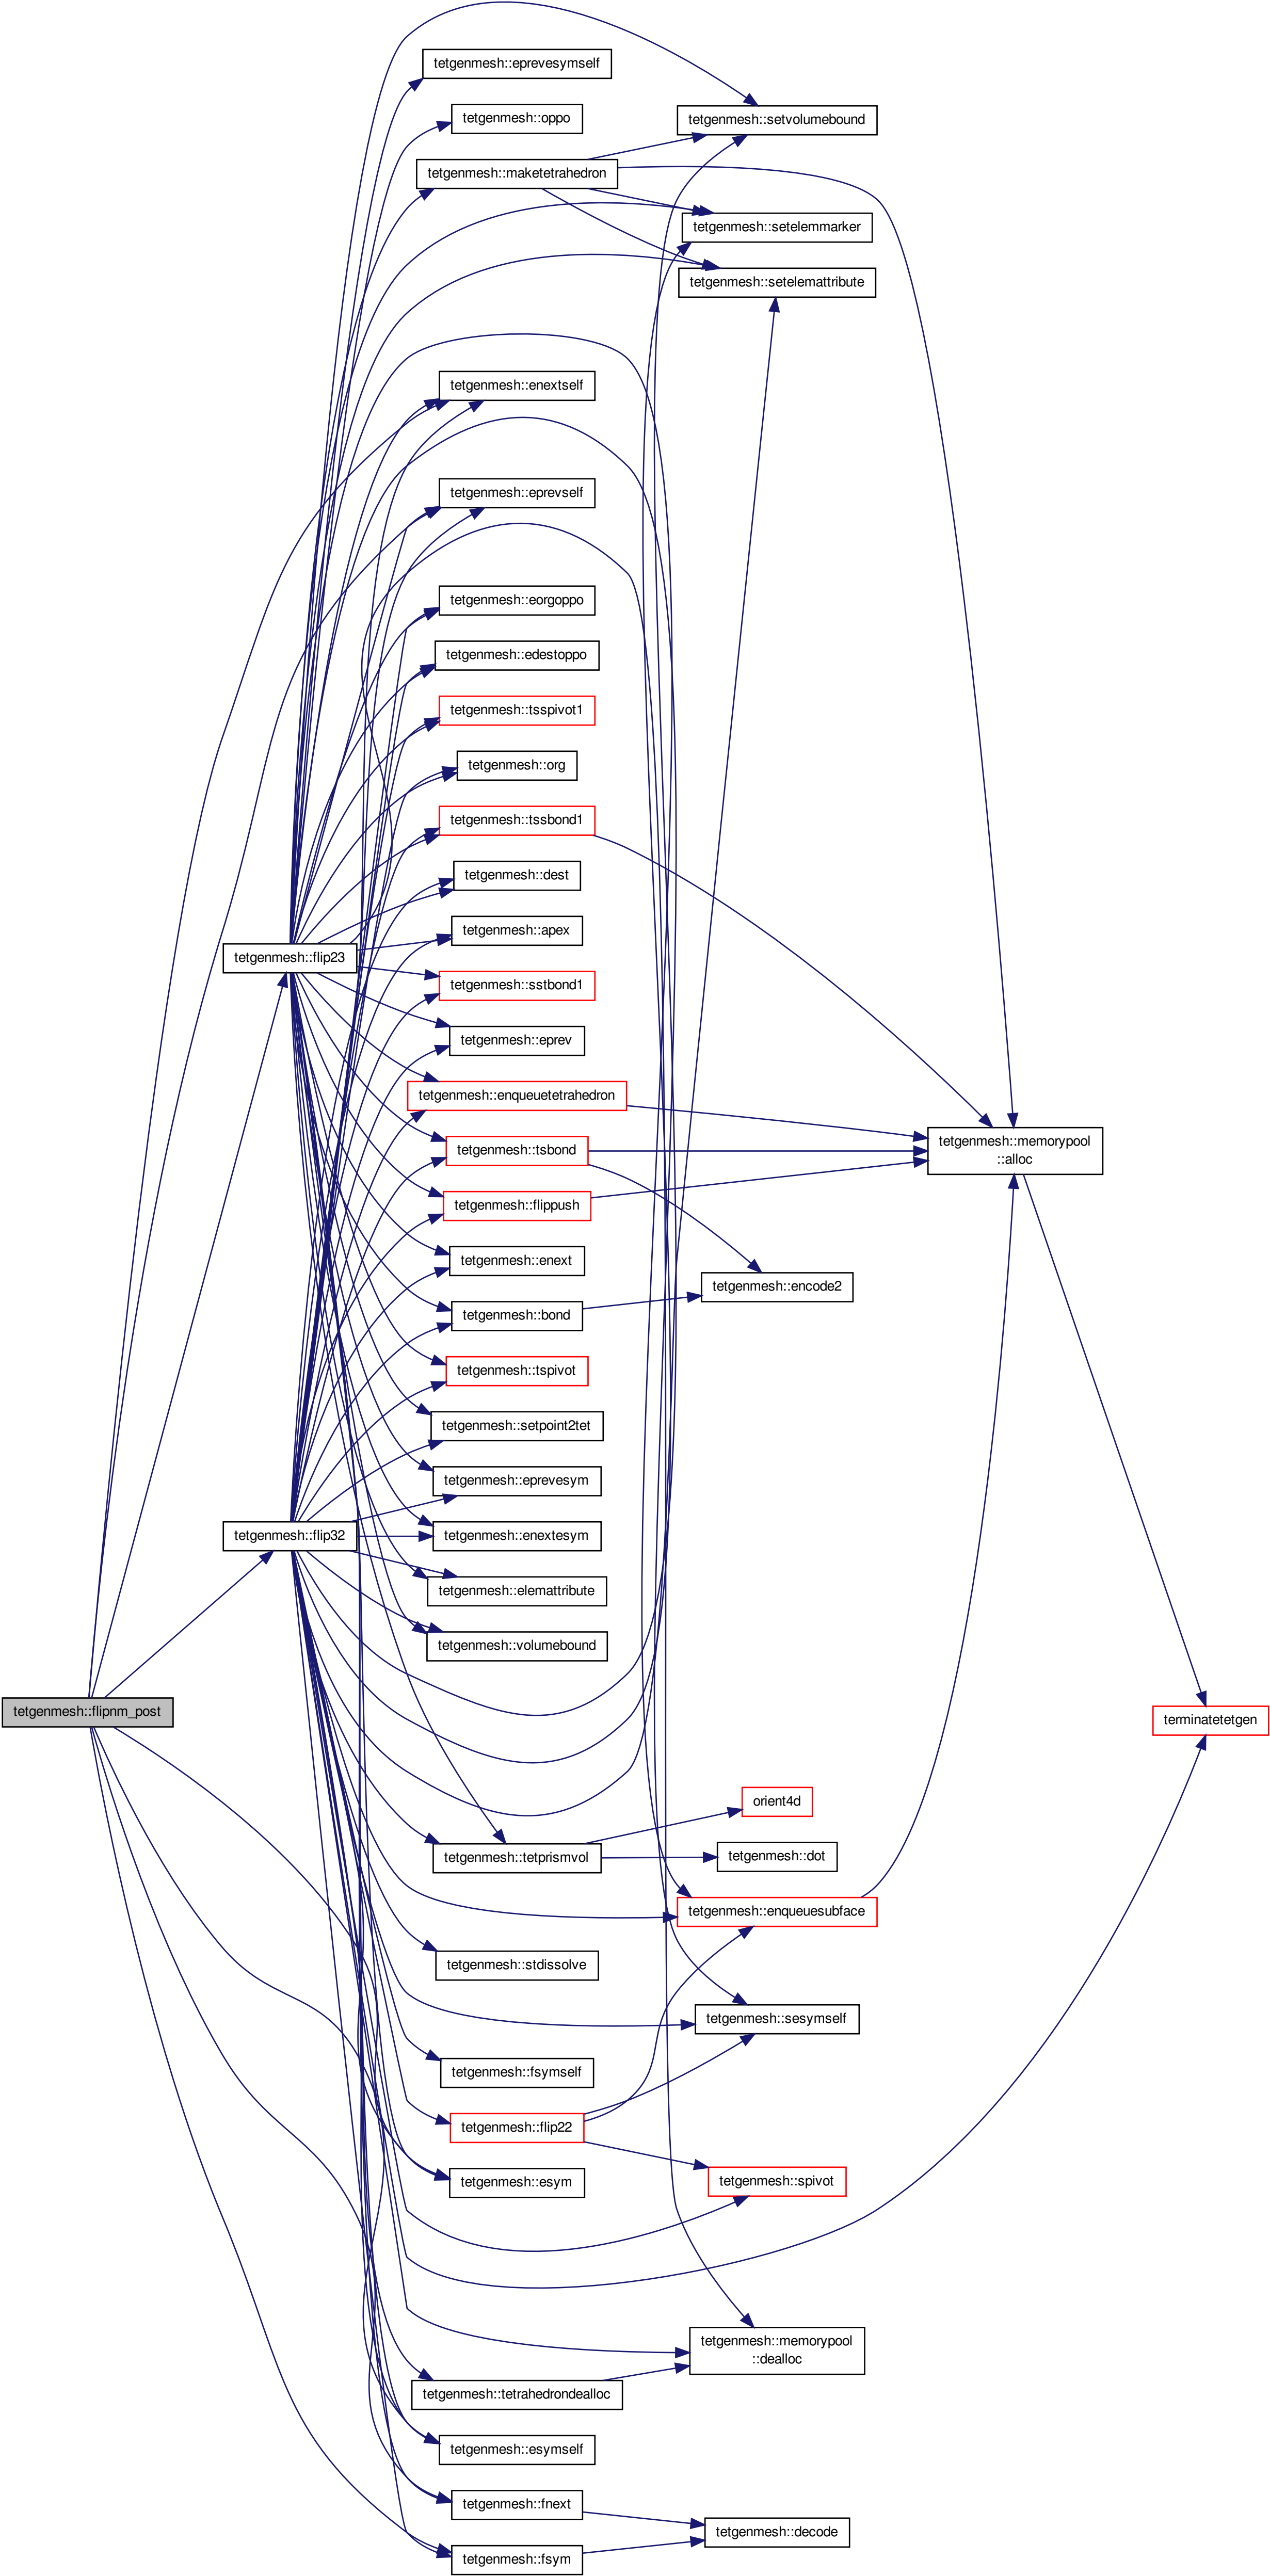 tetgenmesh::eprevesymself
tetgenmesh::oppo
tetgenmesh::setvolumebound
tetgenmesh::maketetrahedron
tetgenmesh::setelemmarker
tetgenmesh::setelemattribute
tetgenmesh::enextself
tetgenmesh::eprevself
tetgenmesh::eorgoppo
tetgenmesh::edestoppo
tetgenmesh::tsspivot1
tetgenmesh::org
tetgenmesh::tssbond1
tetgenmesh::dest
tetgenmesh::apex
tetgenmesh::flip23
tetgenmesh::sstbond1
tetgenmesh::eprev
tetgenmesh::enqueuetetrahedron
tetgenmesh::memorypool
::alloc
tetgenmesh::tsbond
tetgenmesh::flippush
tetgenmesh::enext
tetgenmesh::encode2
tetgenmesh::bond
tetgenmesh::tspivot
tetgenmesh::setpoint2tet
tetgenmesh::eprevesym
tetgenmesh::flip32
tetgenmesh::enextesym
tetgenmesh::elemattribute
tetgenmesh::volumebound
tetgenmesh::flipnm_post
terminatetetgen
orient4d
tetgenmesh::tetprismvol
tetgenmesh::dot
tetgenmesh::enqueuesubface
tetgenmesh::stdissolve
tetgenmesh::sesymself
tetgenmesh::fsymself
tetgenmesh::flip22
tetgenmesh::esym
tetgenmesh::spivot
tetgenmesh::memorypool
::dealloc
tetgenmesh::tetrahedrondealloc
tetgenmesh::esymself
tetgenmesh::fnext
tetgenmesh::decode
tetgenmesh::fsym